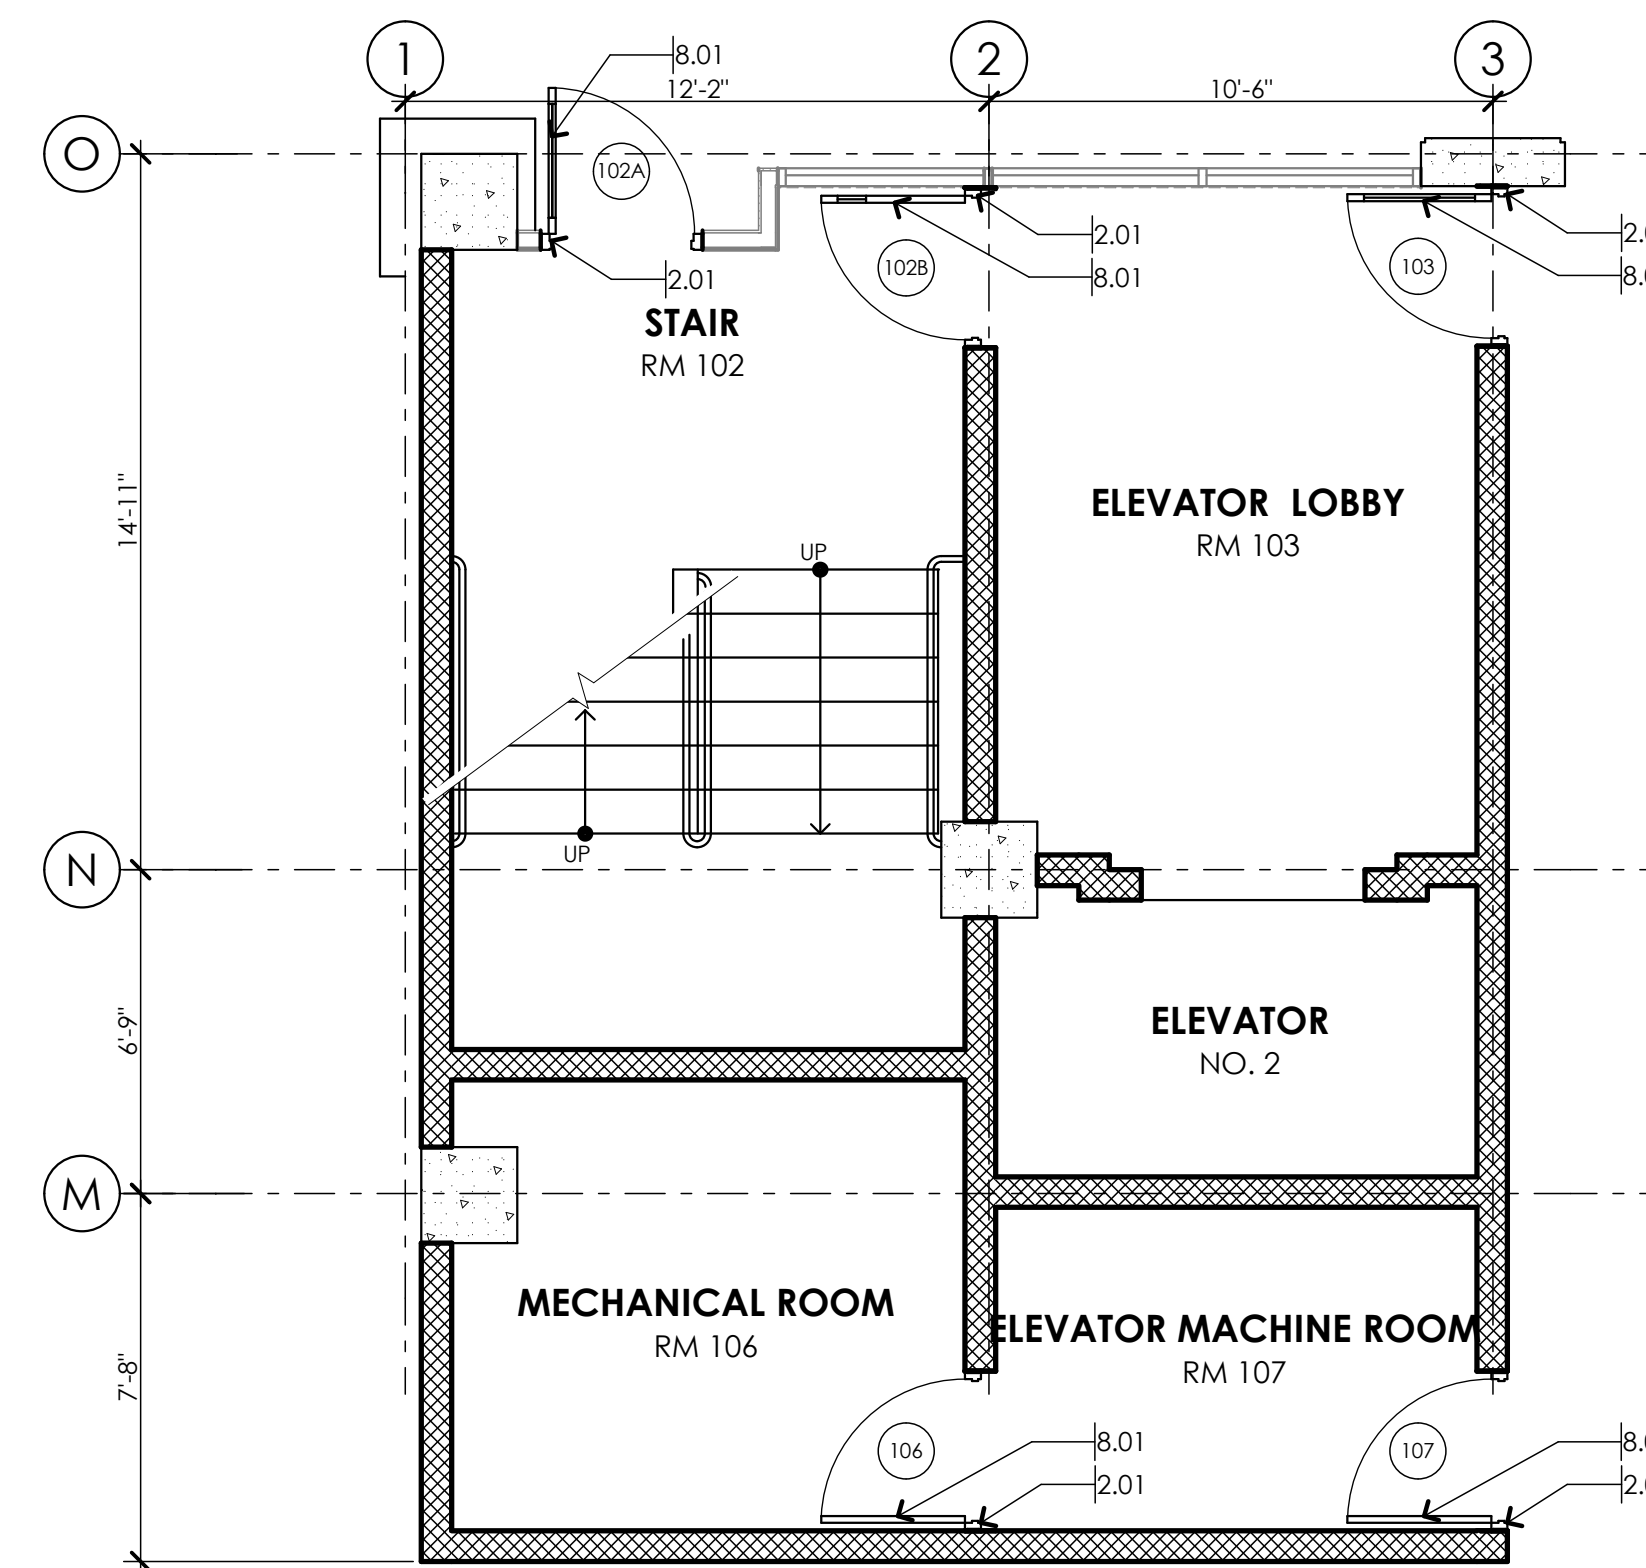 1
2
3
8.01
12'-2"
10'-6"
O
102A
2.01
8.01
102B
103
2.01
STAIR
RM 102
14'-11"
ELEVATOR LOBBY
RM 103
UP
UP
N
6'-9"
ELEVATOR
NO. 2
M
MECHANICAL ROOM
RM 106
ELEVATOR MACHINE ROOM
RM 107
7'-8"
106
8.01
2.01
107